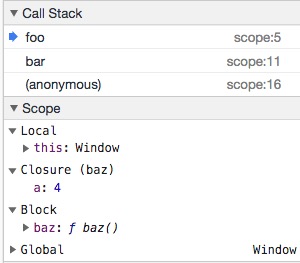 Call Stack
foo scope:5
bar scope:11
(anonymous) scope:16
Scope
Local
this: Window
Closure (baz)
a: 4
Block
baz: ƒ baz()
Global Window